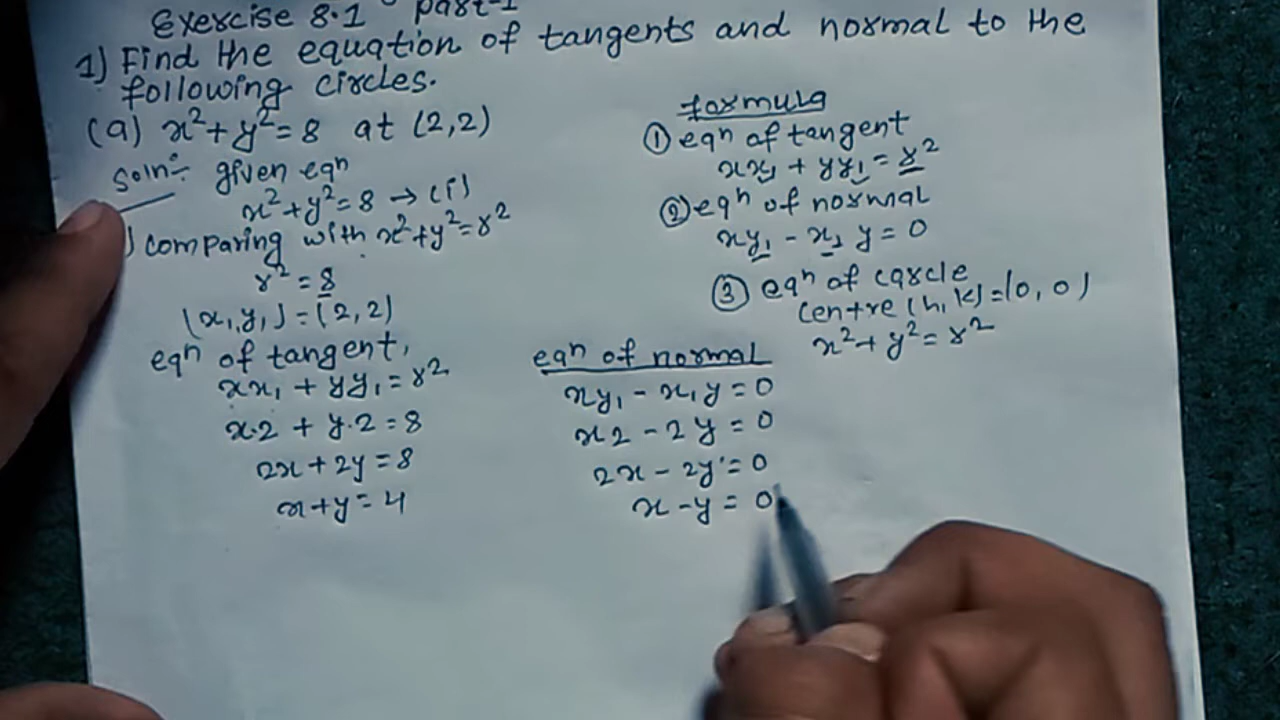 Exercise 8.1 part-1
1) Find the equation of tangents and normal to the
following circles.
(a) x²+y²=8 at (2,2)
Soln:- given eqⁿ
x²+y²=8 → (i)
comparing with x²+y²=r²
r²=8
(x₁,y₁)=(2,2)
eqⁿ of tangent,
xx₁ + yy₁ = r²
x.2 + y.2 = 8
2x + 2y = 8
x+y = 4
eqⁿ of normal
xy₁ - x₁y = 0
x2 - 2y = 0
2x - 2y = 0
x - y = 0
formula
① eqⁿ of tangent
xx₁ + yy₁ = r²
② eqⁿ of normal
xy₁ - x₁y = 0
③ eqⁿ of carcle
centre (h, k) = (0, 0)
x² + y² = r²